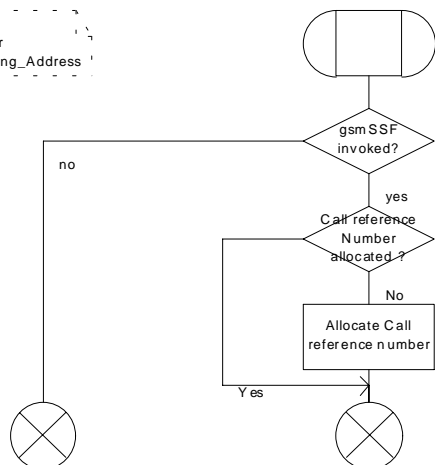 r
ng_Address
gsmSSF
invoked?
no
yes
Call reference
Number
allocated ?
No
Allocate Call
reference number
Yes